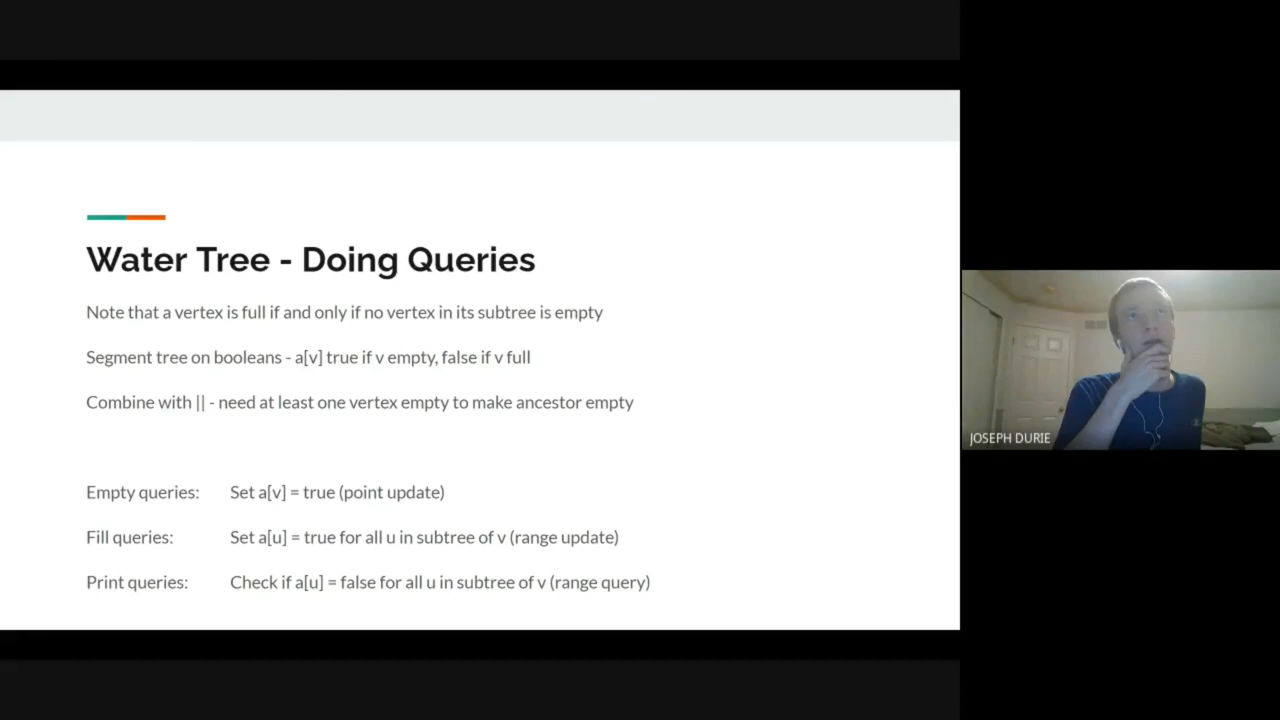 Water Tree - Doing Queries
Note that a vertex is full if and only if no vertex in its subtree is empty
Segment tree on booleans - a[v] true if v empty, false if v full
Combine with || - need at least one vertex empty to make ancestor empty
Empty queries: Set a[v] = true (point update)
Fill queries: Set a[u] = true for all u in subtree of v (range update)
Print queries: Check if a[u] = false for all u in subtree of v (range query)
JOSEPH DURIE